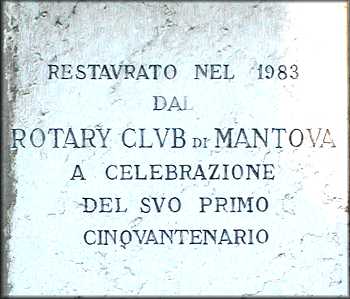 RESTAVRATO NEL 1983
DAL
ROTARY CLVB di MANTOVA
A CELEBRAZIONE
DEL SVO PRIMO
CINQVANTENARIO